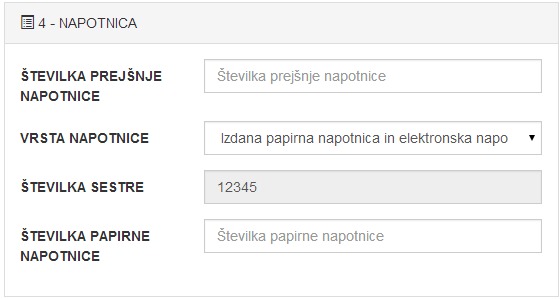 4 - NAPOTNICA
ŠTEVILKA PREJŠNJE
NAPOTNICE
Številka prejšnje napotnice
VRSTA NAPOTNICE
Izdana papirna napotnica in elektronska napo
ŠTEVILKA SESTRE
12345
ŠTEVILKA PAPIRNE
NAPOTNICE
Številka papirne napotnice